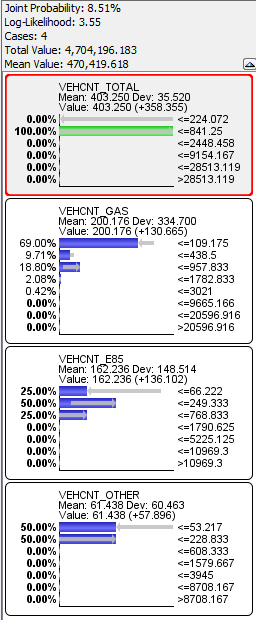 Joint Probability: 8.51%
Log-Likelihood: 3.55
Cases: 4
Total Value: 4,704,196.183
Mean Value: 470,419.618
VEHCNT_TOTAL
Mean: 403.250 Dev: 35.520
Value: 403.250 (+358.355)
0.00% <=224.072
100.00% <=841.25
0.00% <=2448.458
0.00% <=9154.167
0.00% <=28513.119
0.00% >28513.119
VEHCNT_GAS
Mean: 200.176 Dev: 334.700
Value: 200.176 (+130.665)
69.00% <=109.175
9.71% <=438.5
18.80% <=957.833
2.08% <=1782.833
0.42% <=3021
0.00% <=9665.166
0.00% <=20596.916
0.00% >20596.916
VEHCNT_E85
Mean: 162.236 Dev: 148.514
Value: 162.236 (+136.102)
25.00% <=66.222
50.00% <=249.333
25.00% <=768.833
0.00% <=1790.625
0.00% <=5225.125
0.00% <=10969.3
0.00% >10969.3
VEHCNT_OTHER
Mean: 61.438 Dev: 60.463
Value: 61.438 (+57.896)
50.00% <=53.217
50.00% <=228.833
0.00% <=608.333
0.00% <=1579.667
0.00% <=3945
0.00% <=8708.167
0.00% >8708.167